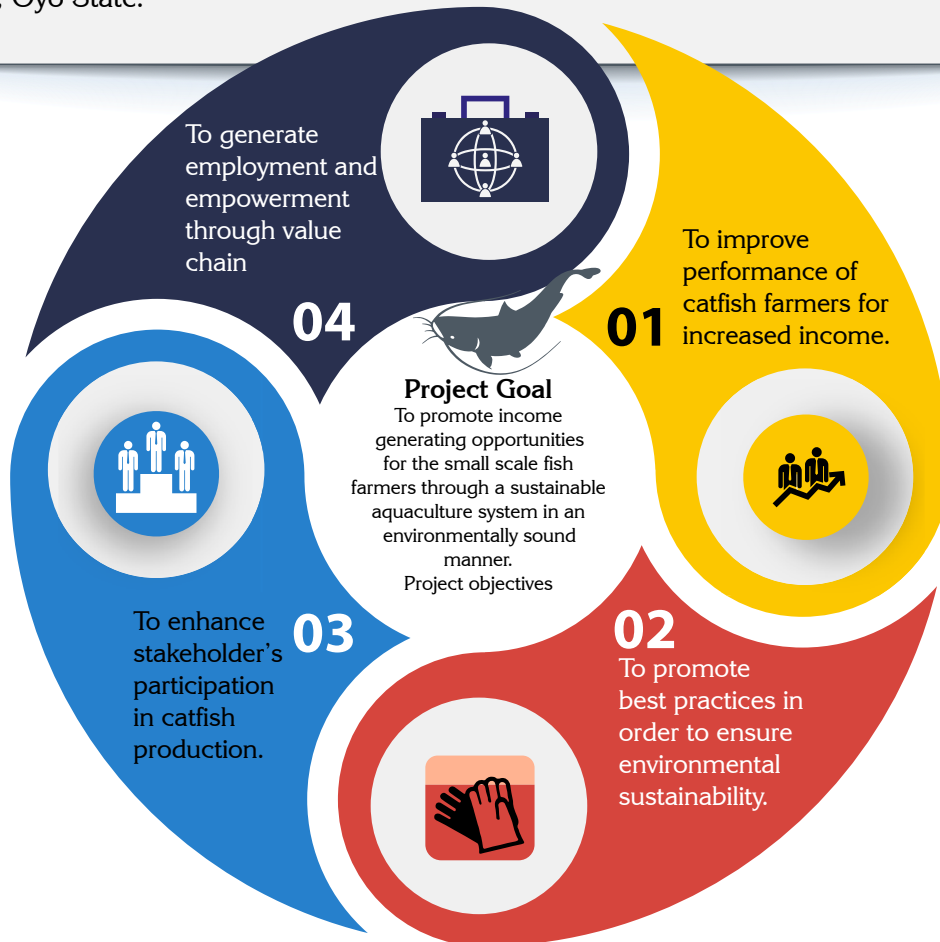 , Oyo State.
To generate
employment and
empowerment
through value
chain
04
01
To improve
performance of
catfish farmers for
increased income.
Project Goal
To promote income
generating opportunities
for the small scale fish
farmers through a sustainable
aquaculture system in an
environmentally sound
manner.
Project objectives
03
To enhance
stakeholder's
participation
in catfish
production.
02
To promote
best practices in
order to ensure
environmental
sustainability.